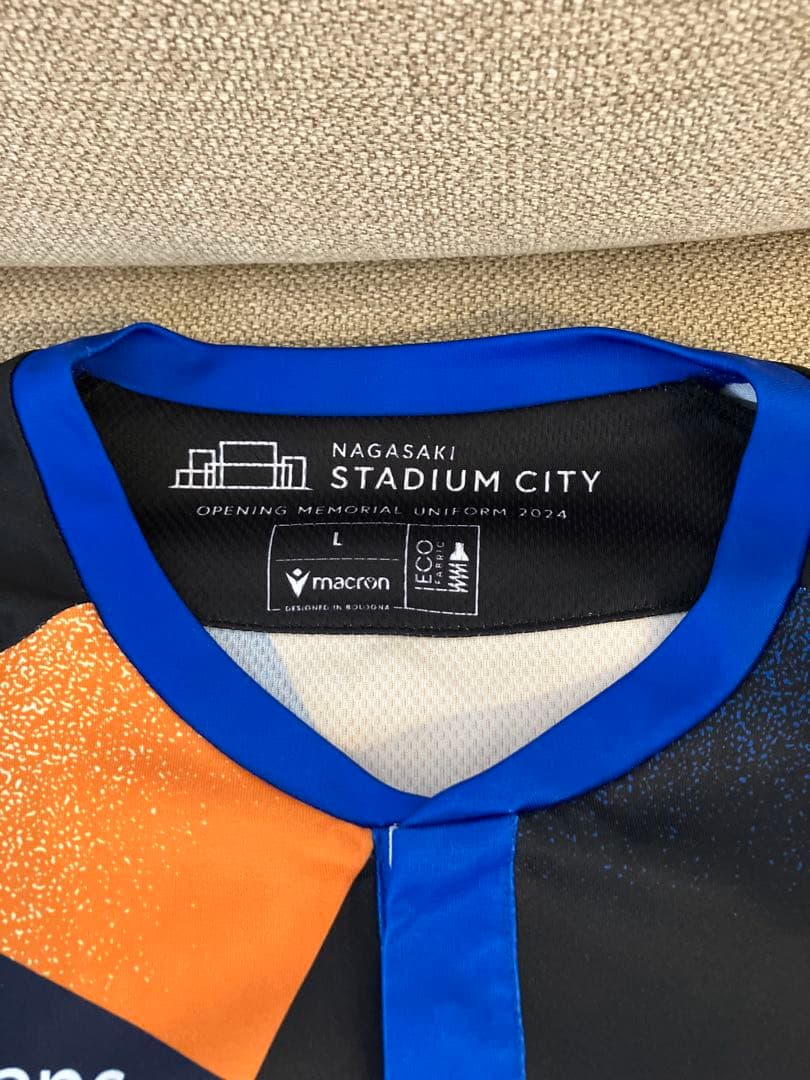 NAGASAKI
STADIUM CITY
OPENING MEMORIAL UNIFORM 2024
L
macron
DESIGNED IN BOLOGNA
ECO
FABRIC